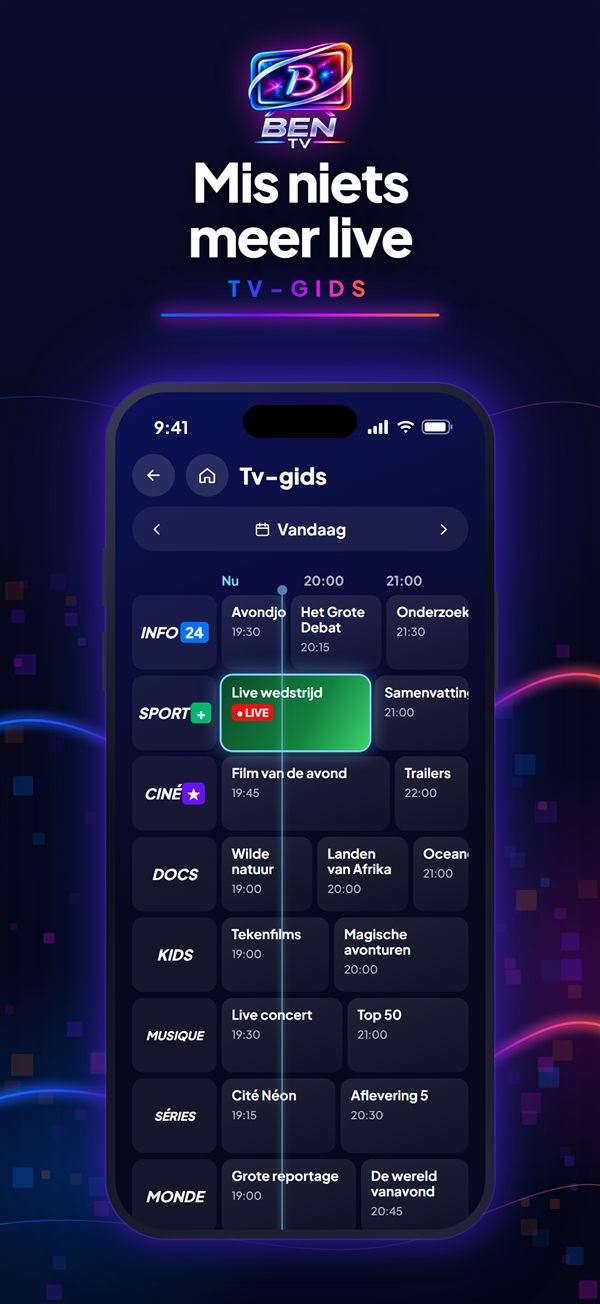 B
BEN
TV
Mis niets
meer live
TV-GIDS
9:41
Tv-gids
Vandaag
Nu 20:00 21:00
INFO 24
Avondjo
19:30
Het Grote
Debat
20:15
Onderzoek
21:30
SPORT +
Live wedstrijd
• LIVE
Samenvatting
21:00
CINÉ ★
Film van de avond
19:45
Trailers
22:00
DOCS
Wilde
natuur
19:00
Landen
van Afrika
20:00
Ocean
21:00
KIDS
Tekenfilms
19:00
Magische
avonturen
20:00
MUSIQUE
Live concert
19:30
Top 50
21:00
SÉRIES
Cité Néon
19:15
Aflevering 5
20:30
MONDE
Grote reportage
19:00
De wereld
vanavond
20:45